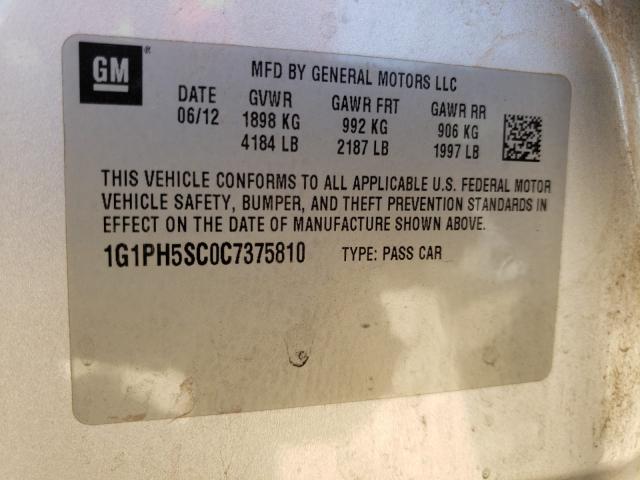 GM®
MFD BY GENERAL MOTORS LLC
DATE GVWR GAWR FRT GAWR RR
06/12 1898 KG 992 KG 906 KG
4184 LB 2187 LB 1997 LB
THIS VEHICLE CONFORMS TO ALL APPLICABLE U.S. FEDERAL MOTOR
VEHICLE SAFETY, BUMPER, AND THEFT PREVENTION STANDARDS IN
EFFECT ON THE DATE OF MANUFACTURE SHOWN ABOVE.
1G1PH5SC0C7375810 TYPE: PASS CAR